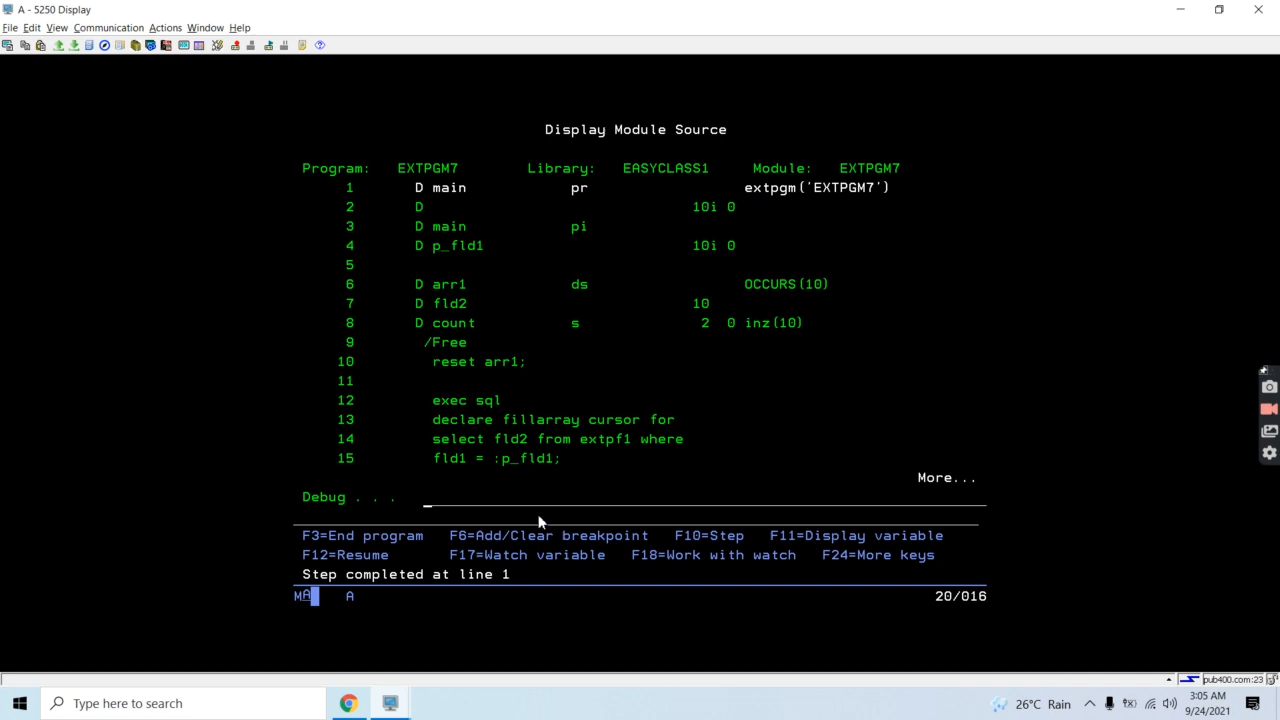 A - 5250 Display
File Edit View Communication Actions Window Help
Display Module Source
Program: EXTPGM7 Library: EASYCLASS1 Module: EXTPGM7
1 D main pr extpgm('EXTPGM7')
2 D 10i 0
3 D main pi
4 D p_fld1 10i 0
5
6 D arr1 ds OCCURS(10)
7 D fld2 10
8 D count s 2 0 inz(10)
9 /Free
10 reset arr1;
11
12 exec sql
13 declare fillarray cursor for
14 select fld2 from extpf1 where
15 fld1 = :p_fld1;
More...
Debug . . .
F3=End program F6=Add/Clear breakpoint F10=Step F11=Display variable
F12=Resume F17=Watch variable F18=Work with watch F24=More keys
Step completed at line 1
MA A 20/016
pub400.com:23
Type here to search
26°C Rain
3:05 AM
9/24/2021